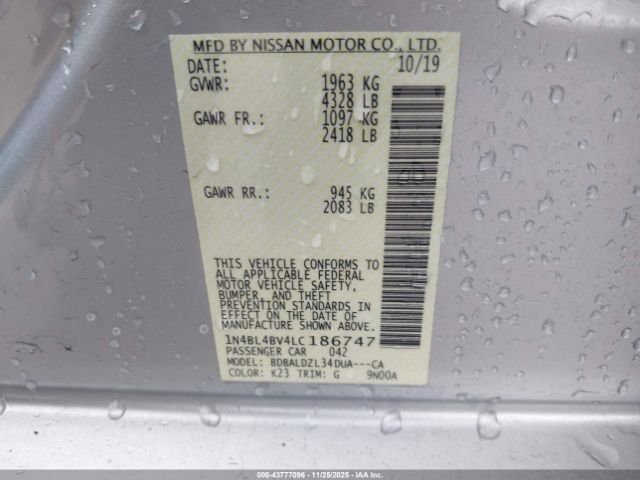 MFD BY NISSAN MOTOR CO., LTD.
DATE: 10/19
GVWR: 1963 KG
4328 LB
GAWR FR.: 1097 KG
2418 LB
GAWR RR.: 945 KG
2083 LB
THIS VEHICLE CONFORMS TO
ALL APPLICABLE FEDERAL
MOTOR VEHICLE SAFETY,
BUMPER, AND THEFT
PREVENTION STANDARDS IN
EFFECT ON THE DATE OF
MANUFACTURE SHOWN ABOVE.
1N4BL4BV4LC186747
PASSENGER CAR 042
MODEL: BDBALDZL34DUA---CA
COLOR: K23 TRIM: G 9N00A
000-43777096 - 11/25/2025 - Copyright IAA